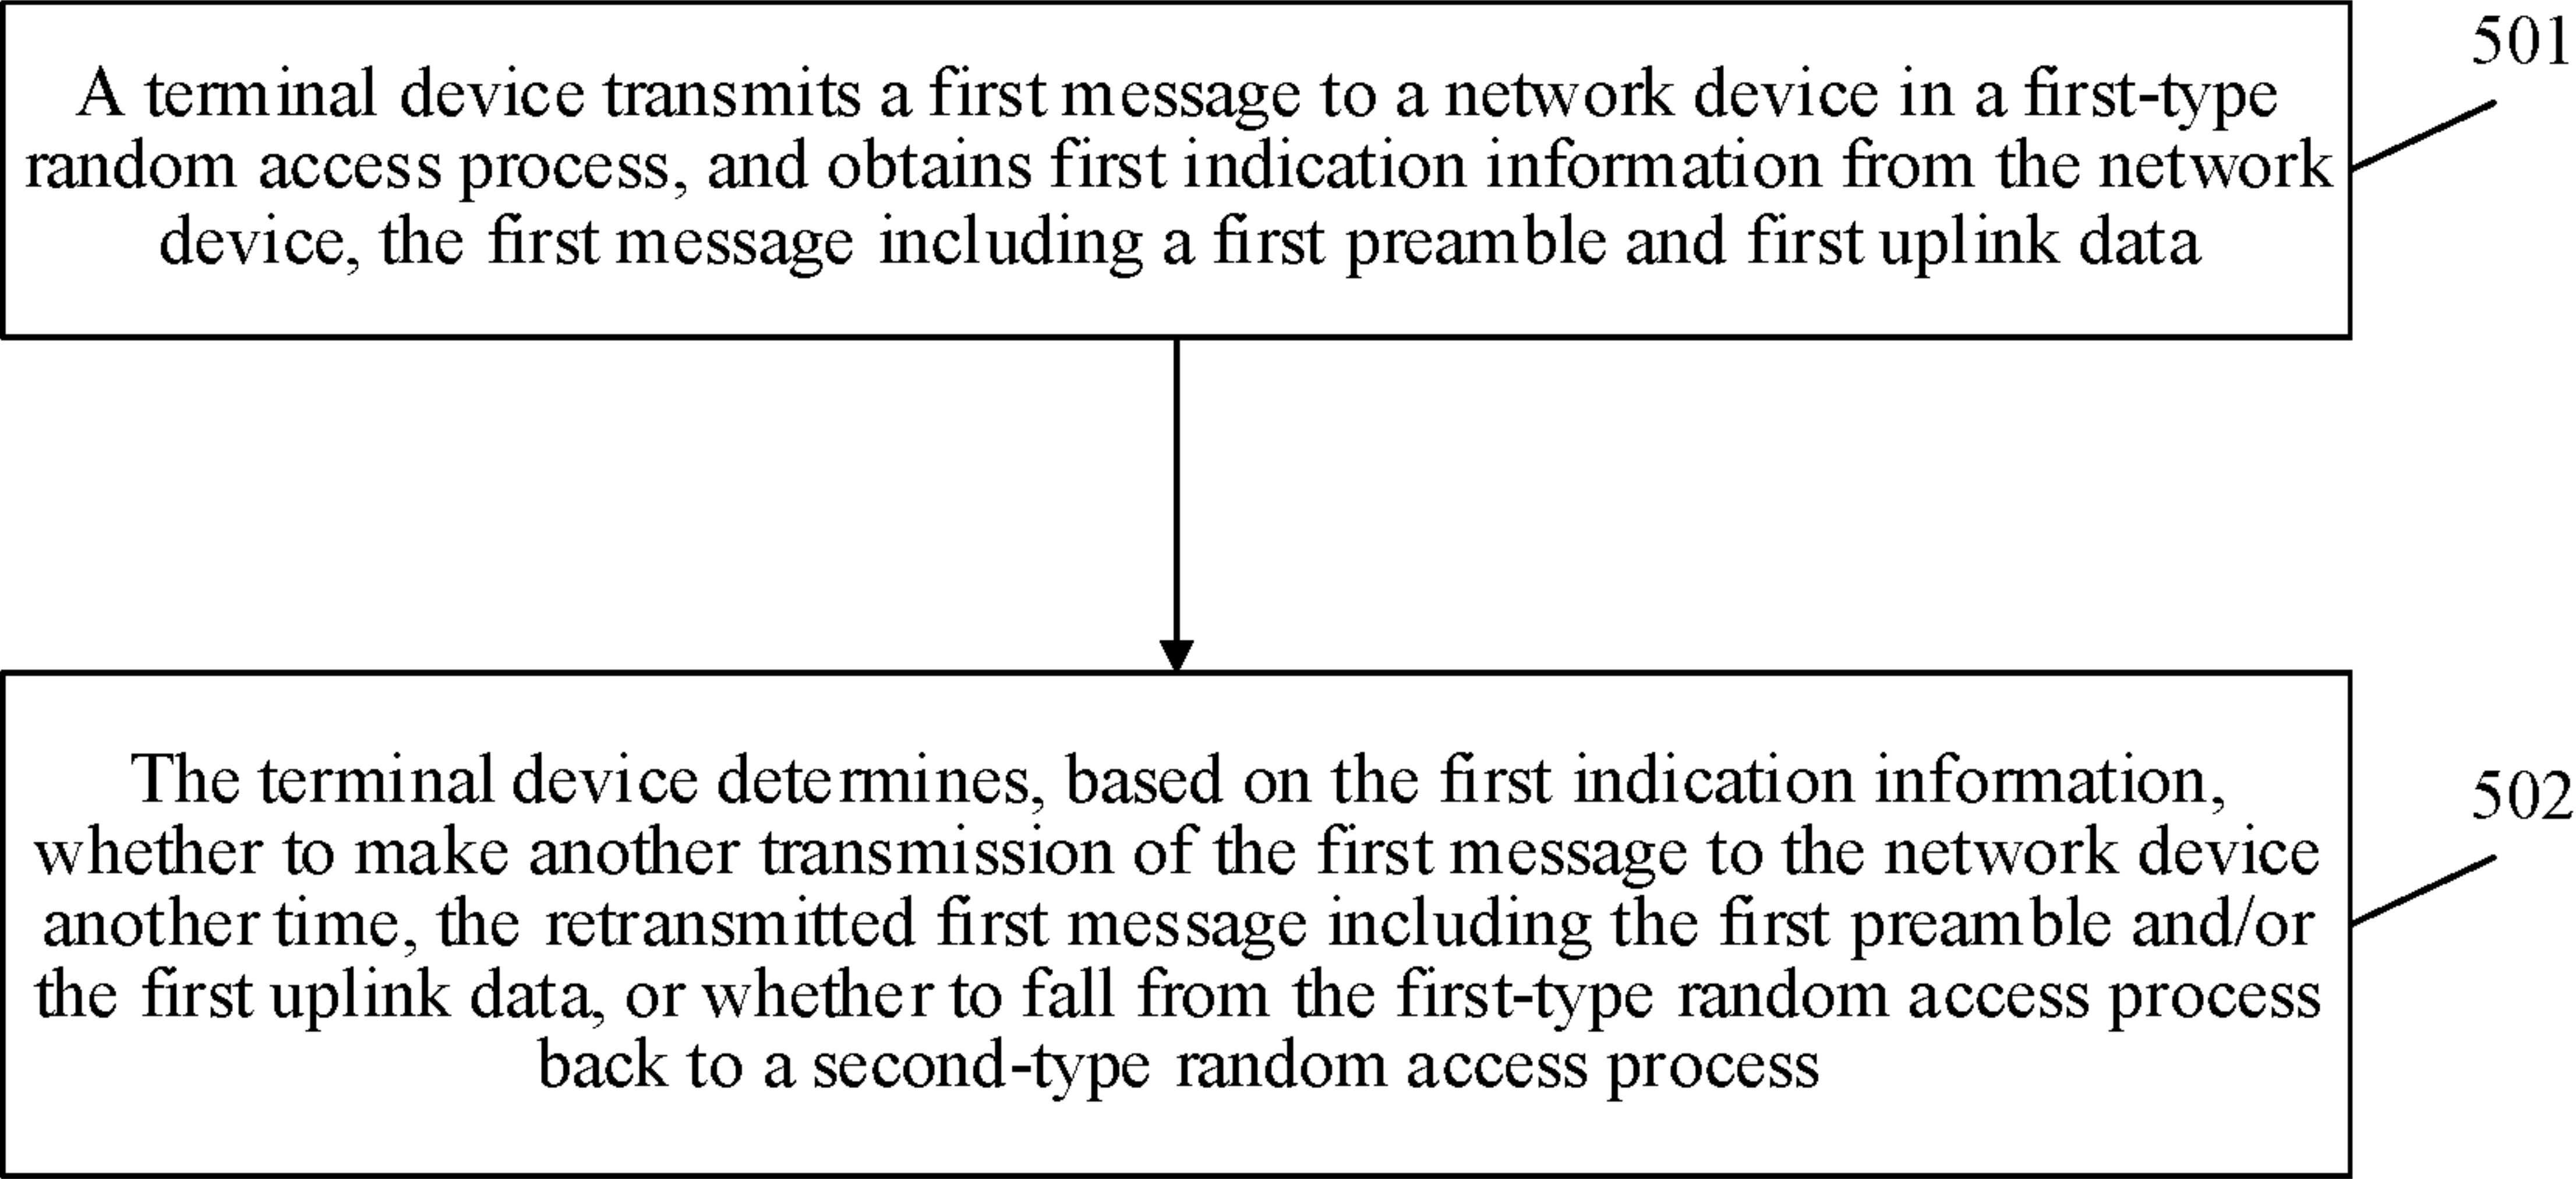 501
A terminal device transmits a first message to a network device in a first-type
random access process, and obtains first indication information from the network
device, the first message including a first preamble and first uplink data
502
The terminal device determines, based on the first indication information,
whether to make another transmission of the first message to the network device
another time, the retransmitted first message including the first preamble and/or
the first uplink data, or whether to fall from the first-type random access process
back to a second-type random access process